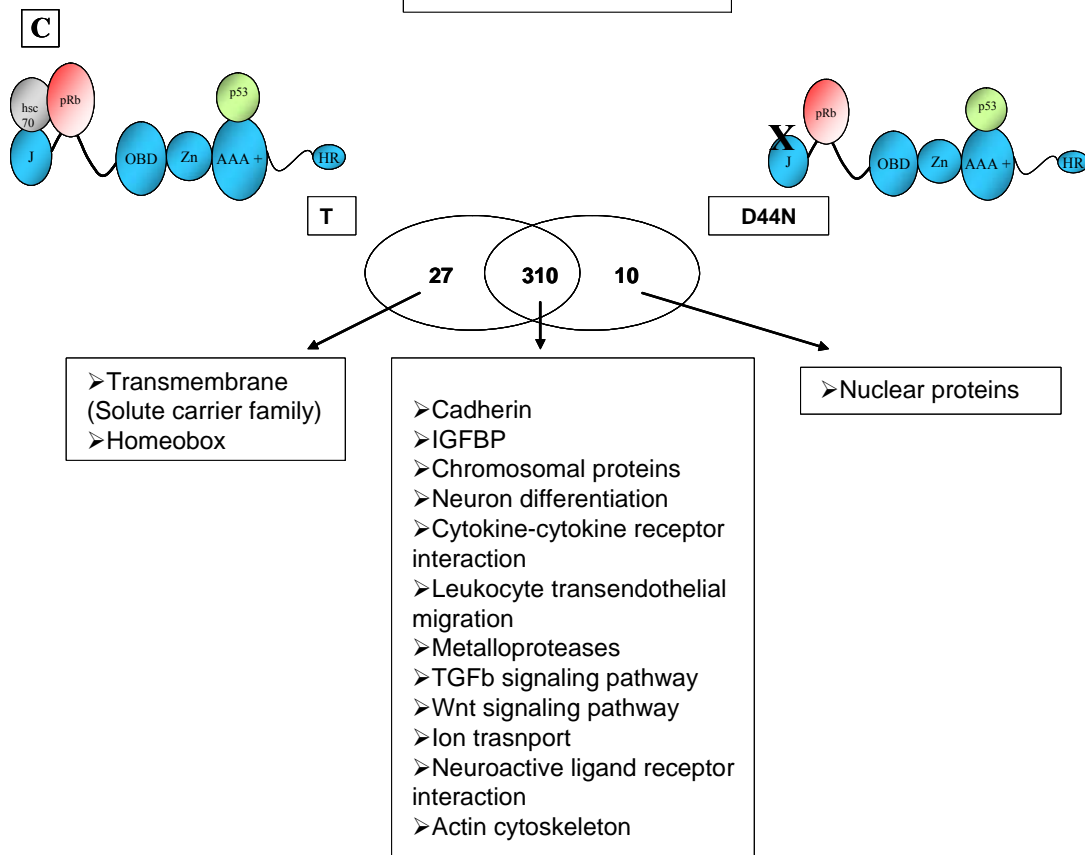 C
hsc
70
pRb
p53
J
OBD
Zn
AAA +
HR
pRb
p53
X
J
OBD
Zn
AAA +
HR
T
D44N
27
310
10
➢Transmembrane
(Solute carrier family)
➢Homeobox
➢Cadherin
➢IGFBP
➢Chromosomal proteins
➢Neuron differentiation
➢Cytokine-cytokine receptor
interaction
➢Leukocyte transendothelial
migration
➢Metalloproteases
➢TGFb signaling pathway
➢Wnt signaling pathway
➢Ion trasnport
➢Neuroactive ligand receptor
interaction
➢Actin cytoskeleton
➢Nuclear proteins